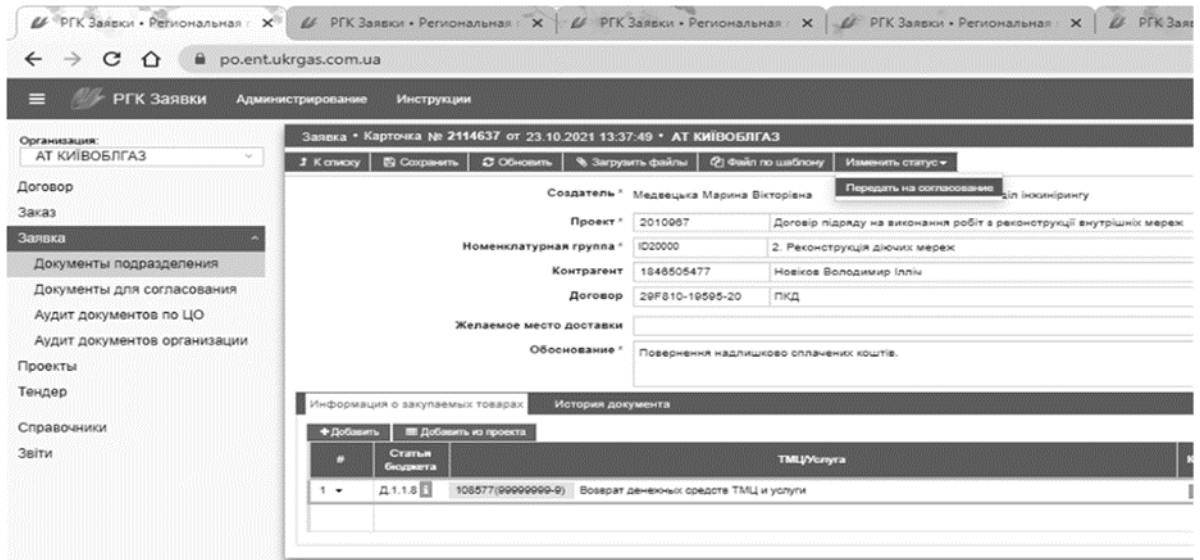 РГК Заявки • Региональная РГК Заявки • Региональная РГК Заявки • Региональная РГК Заявки • Региональная РГК
po.ent.ukrgas.com.ua
РГК Заявки Администрирование Инструкции
Организация:
АТ КИЇВОБЛГАЗ
Договор
Заказ
Заявка
Документы подразделения
Документы для согласования
Аудит документов по ЦО
Аудит документов организации
Проекты
Тендер
Справочники
Звіти
Заявка • Карточка № 2114637 от 23.10.2021 13:37:49 • АТ КИЇВОБЛГАЗ
К списку Сохранить Обновить Загрузить файлы Файл по шаблону Изменить статус
Передать на согласование
Создатель * Медвецька Марина Вікторівна діл інжинірингу
Проект * 2010967 Договір підряду на виконання робіт з реконструкції внутрішніх мереж
Номенклатурная группа * ID20000 2. Реконструкція діючих мереж
Контрагент 1846505477 Новіков Володимир Ілліч
Договор 29F810-19595-20 ПКД
Желаемое место доставки
Обоснование * Повернення надлишково сплачених коштів.
Информация о закупаемых товарах История документа
+Добавить Добавить из проекта
# Статья бюджета ТМЦ/Услуга
1 Д.1.1.8 i 108577(99999999-9) Возврат денежных средств ТМЦ и услуги